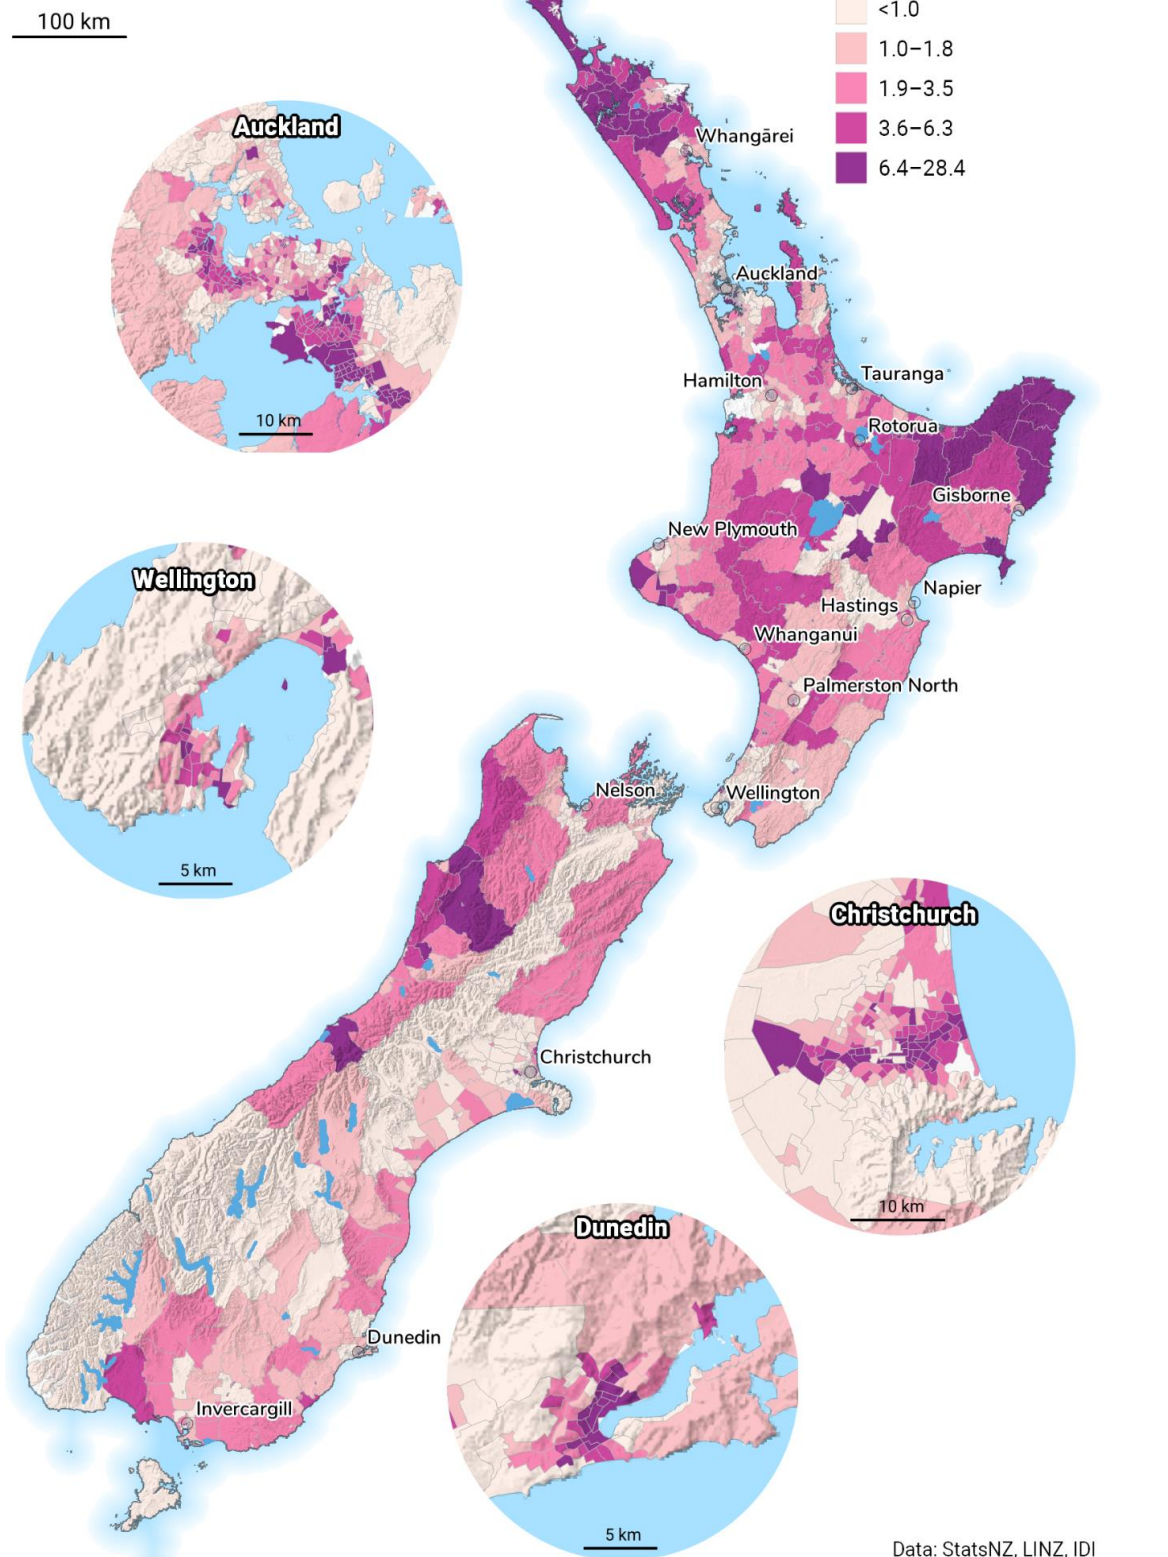 100 km
<1.0
1.0–1.8
1.9–3.5
3.6–6.3
6.4–28.4
Auckland
10 km
Whangārei
Auckland
Hamilton
Tauranga
Rotorua
Gisborne
New Plymouth
Napier
Hastings
Whanganui
Palmerston North
Wellington
5 km
Nelson
Wellington
Christchurch
10 km
Christchurch
Dunedin
5 km
Dunedin
Invercargill
Data: StatsNZ, LINZ, IDI